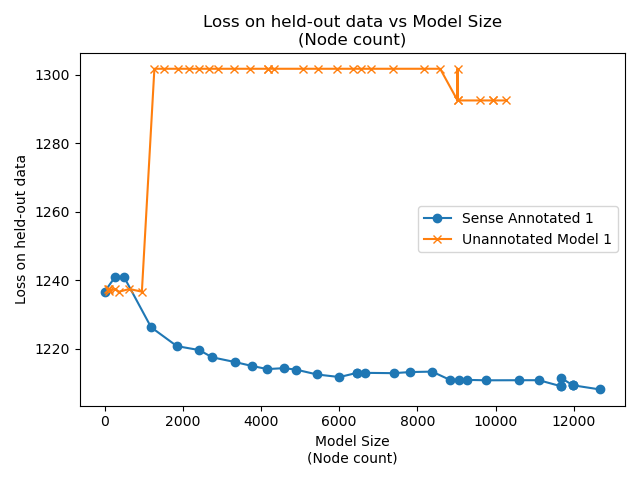 Loss on held-out data vs Model Size
(Node count)
Loss on held-out data
1300
1280
1260
1240
1220
Sense Annotated 1
Unannotated Model 1
0 2000 4000 6000 8000 10000 12000
Model Size
(Node count)